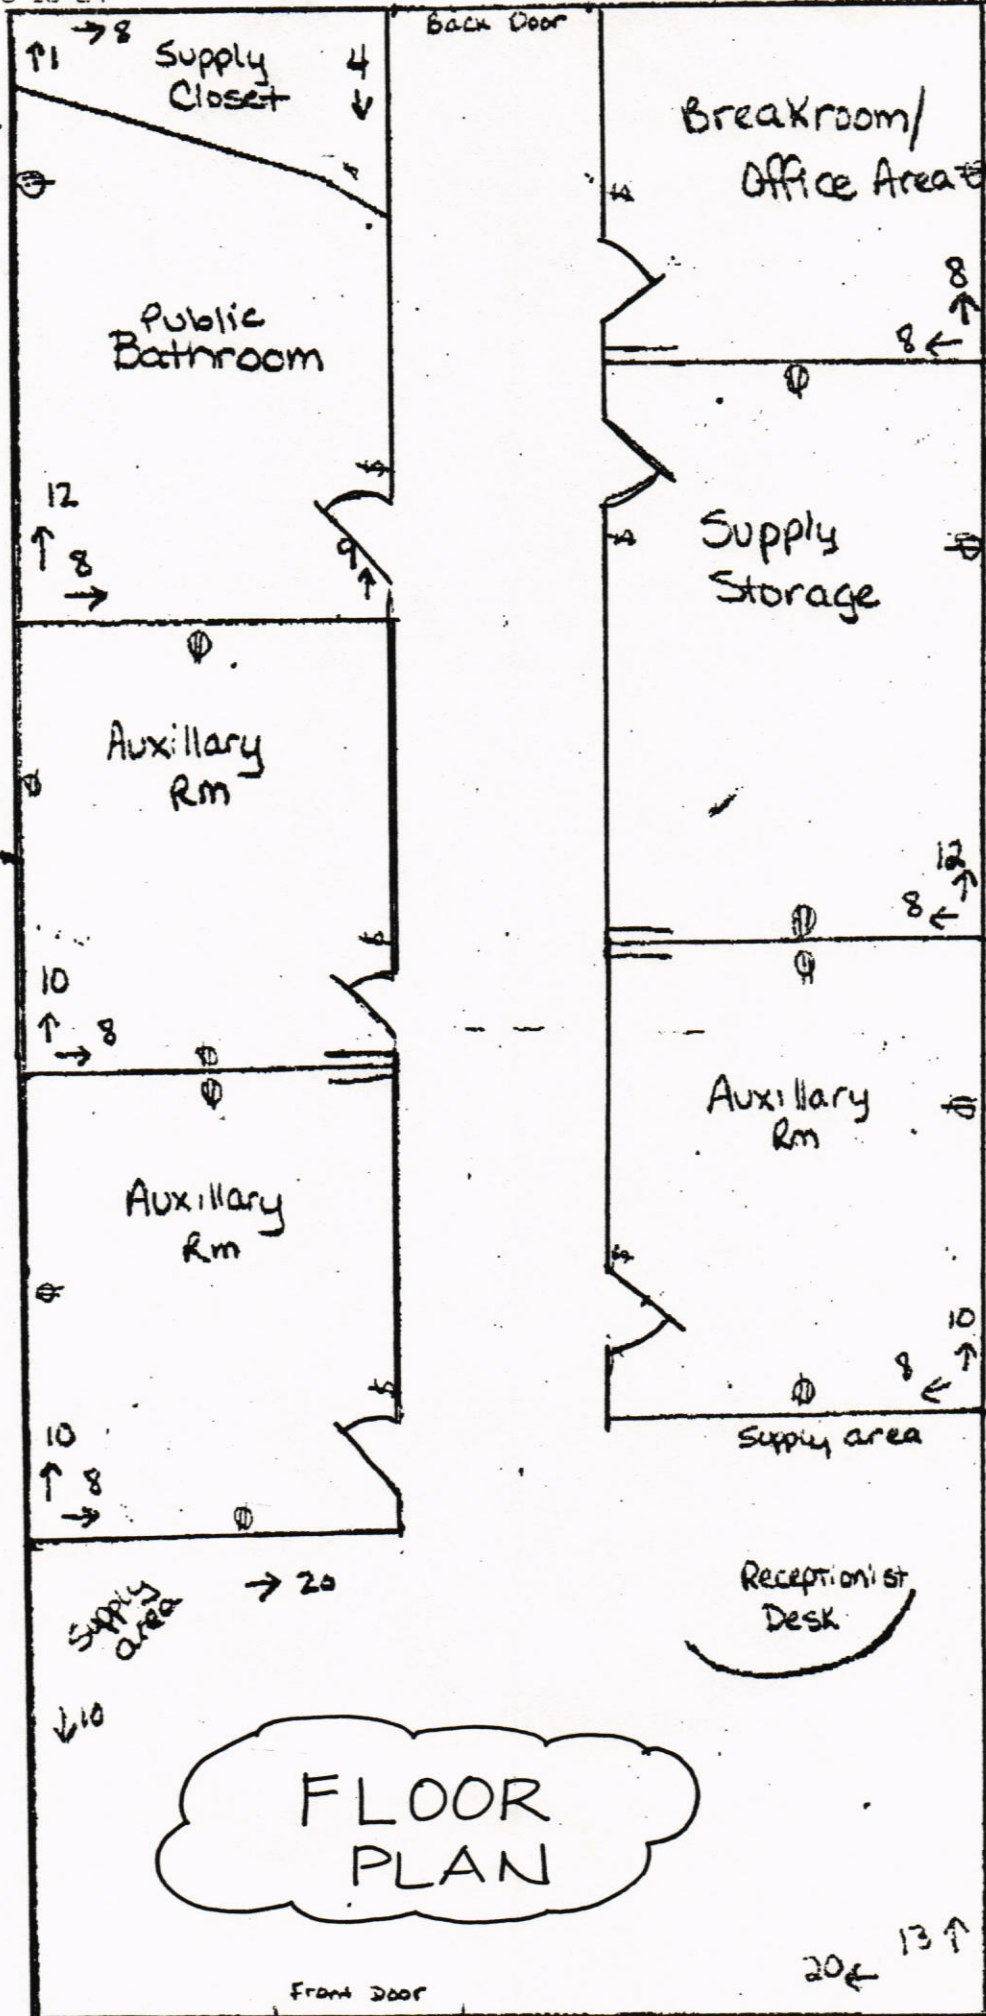 Back Door
→ 8
↑1
Supply
Closet
4
↓
Breakroom/
Office Area
8
↑
8 ←
Public
Bathroom
12
↑
8
→
9
↑
Supply
Storage
12
↑
8 ←
Auxillary
Rm
10
↑
→ 8
Auxillary
Rm
10
↑
8
←
Auxillary
Rm
10
↑
8
→
Supply area
Supply
area
→ 20
Receptionist
Desk
↓10
FLOOR
PLAN
13 ↑
20←
Front Door